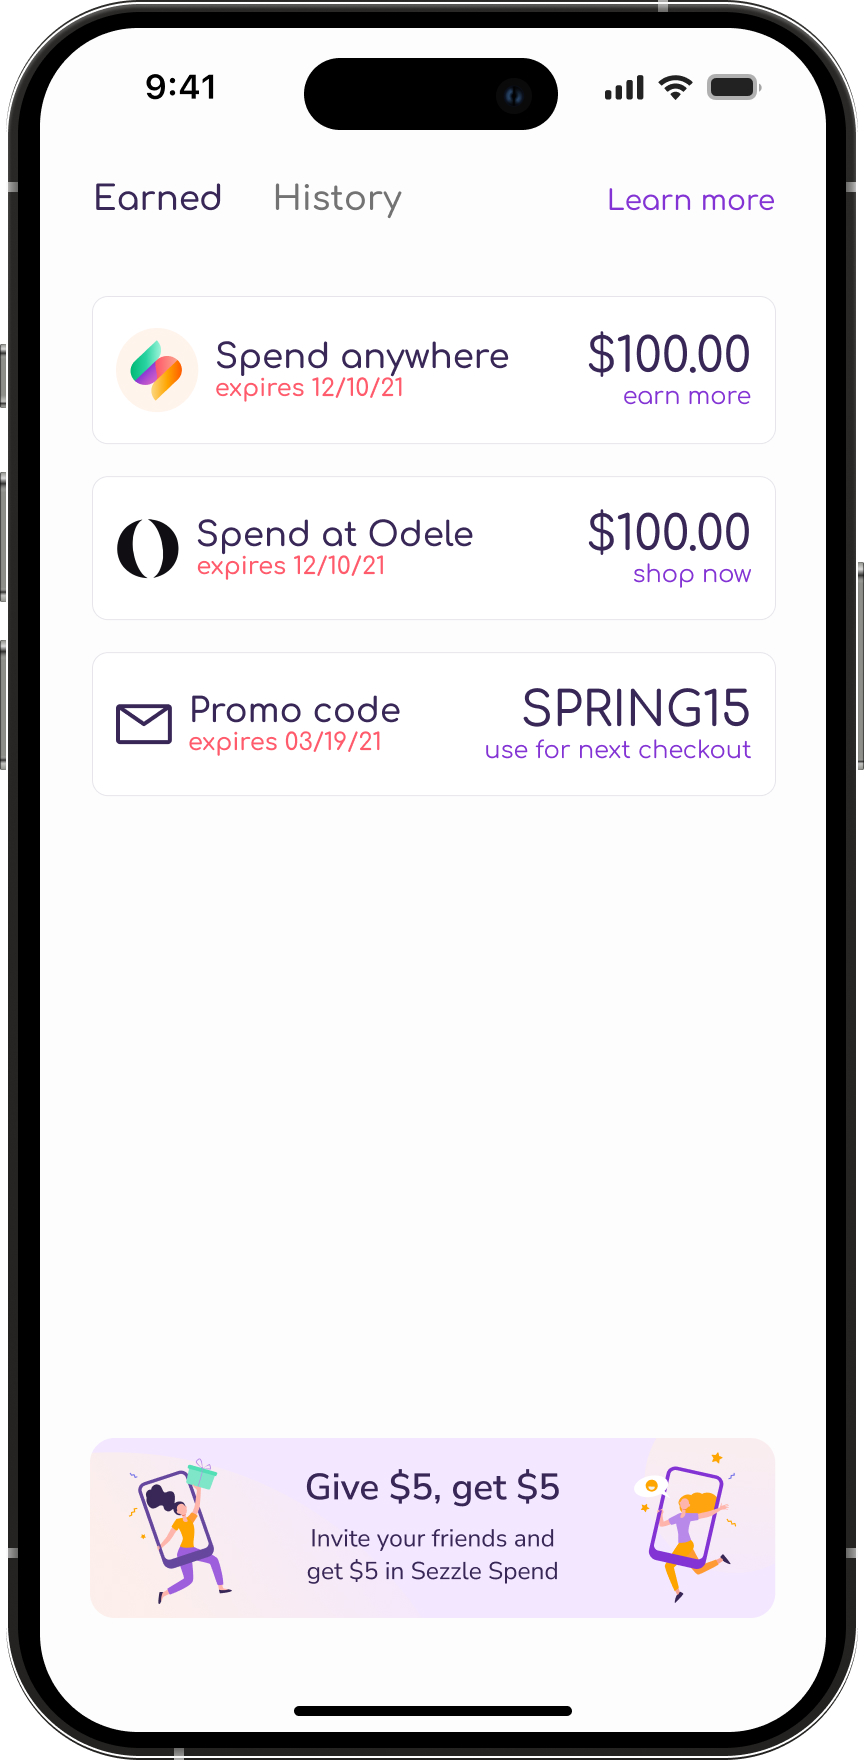 9:41
Earned History Learn more
Spend anywhere $100.00
expires 12/10/21 earn more
Spend at Odele $100.00
expires 12/10/21 shop now
Promo code SPRING15
expires 03/19/21 use for next checkout
Give $5, get $5
Invite your friends and
get $5 in Sezzle Spend